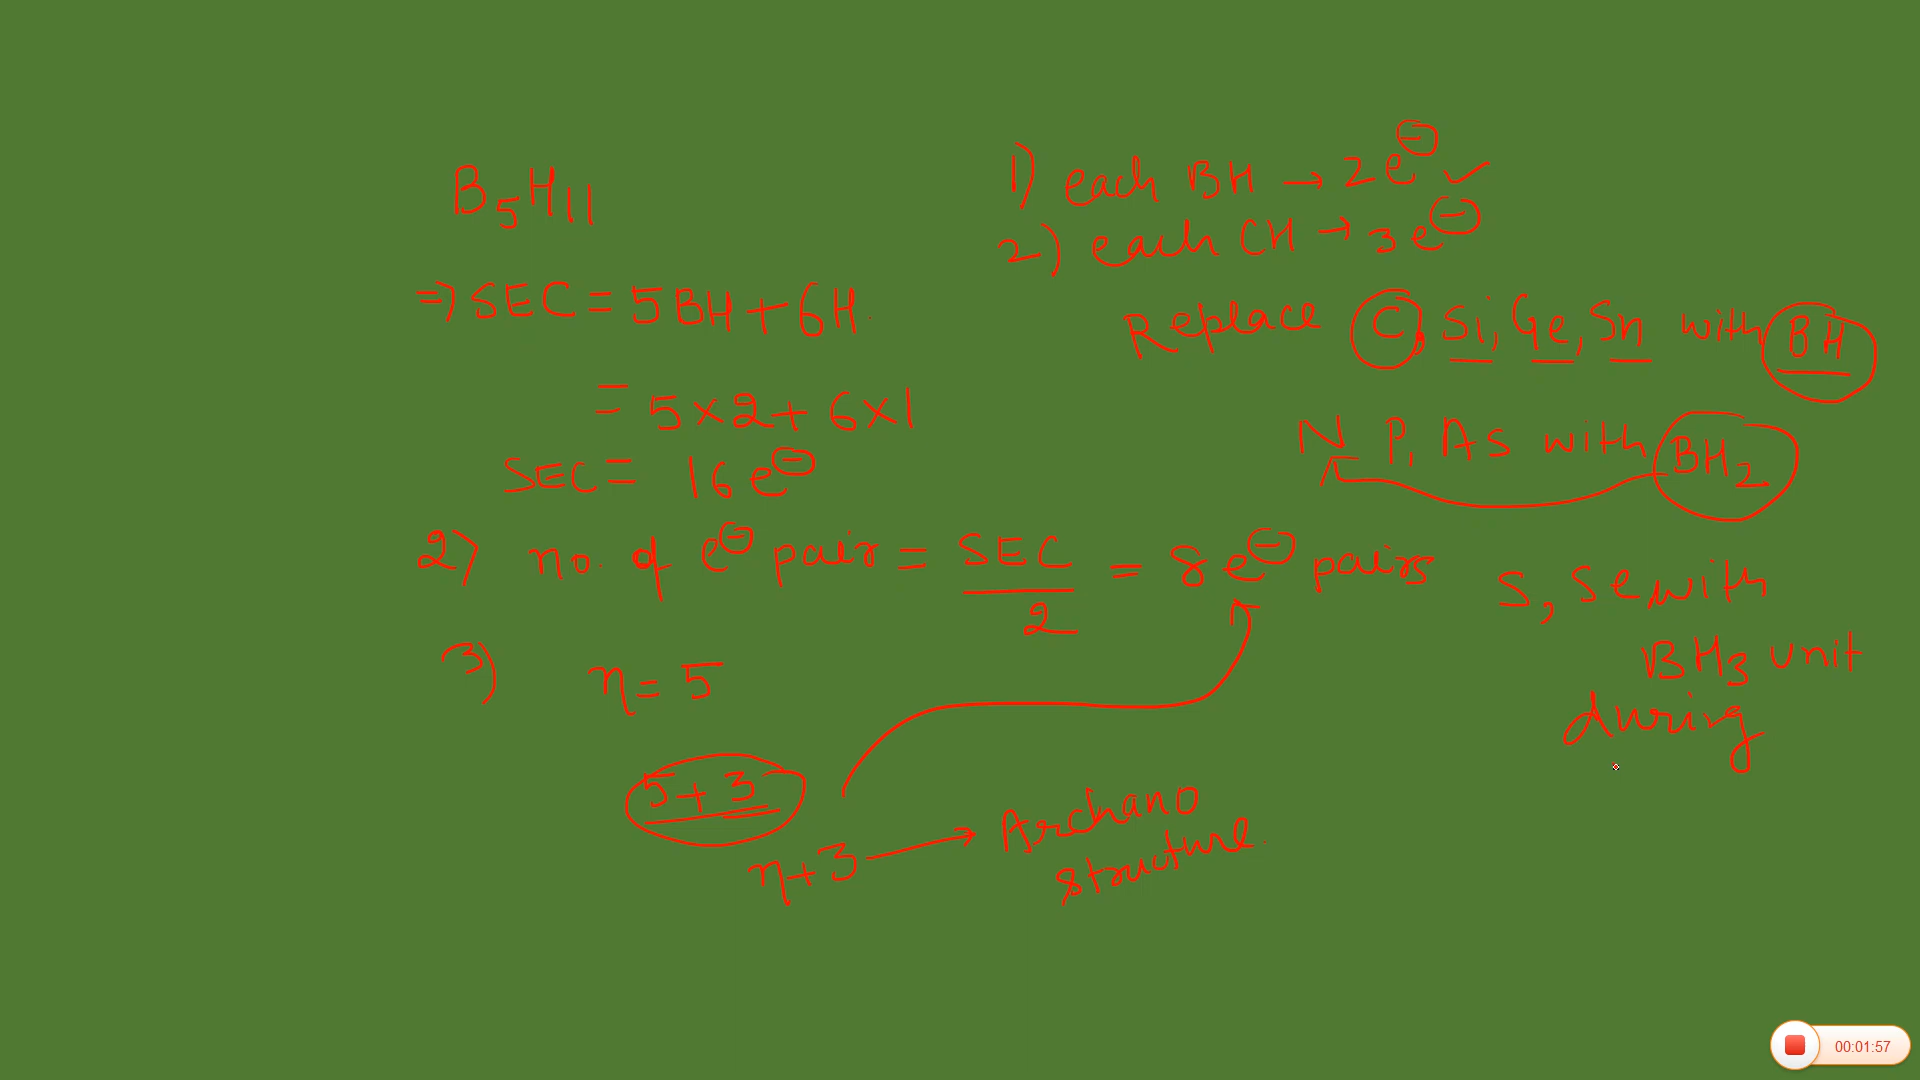 B5H11
=> SEC = 5BH + 6H.
= 5×2 + 6×1
SEC = 16e⊖
2) no. of e⊖ pair = SEC/2 = 8e⊖ pairs
3) n = 5
5+3
n+3 → Archano structure.
1) each BH → 2e⊖ ✓
2) each CH → 3e⊖
Replace C, Si, Ge, Sn with BH
N P, As with BH2
S, Se with
BH3 unit
during
00:01:57